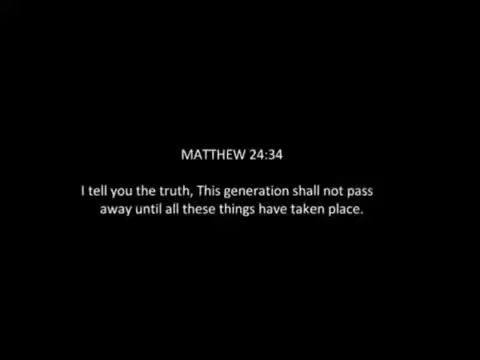 MATTHEW 24:34
I tell you the truth, This generation shall not pass
away until all these things have taken place.